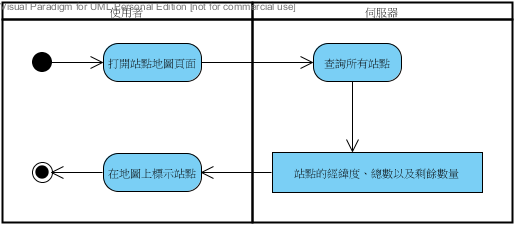 Visual Paradigm for UML Personal Edition [not for commercial use]
使用者
伺服器
打開站點地圖頁面
查詢所有站點
在地圖上標示站點
站點的經緯度、總數以及剩餘數量